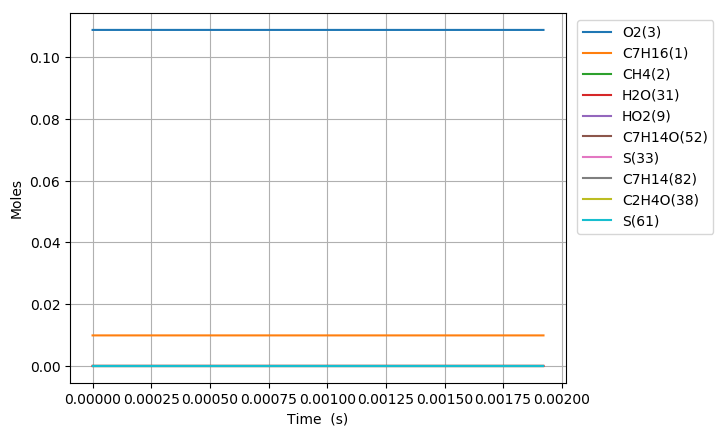 0.10
0.08
0.06
0.04
0.02
0.00
Moles
0.00000 0.00025 0.00050 0.00075 0.00100 0.00125 0.00150 0.00175 0.00200
Time (s)
O2(3)
C7H16(1)
CH4(2)
H2O(31)
HO2(9)
C7H14O(52)
S(33)
C7H14(82)
C2H4O(38)
S(61)